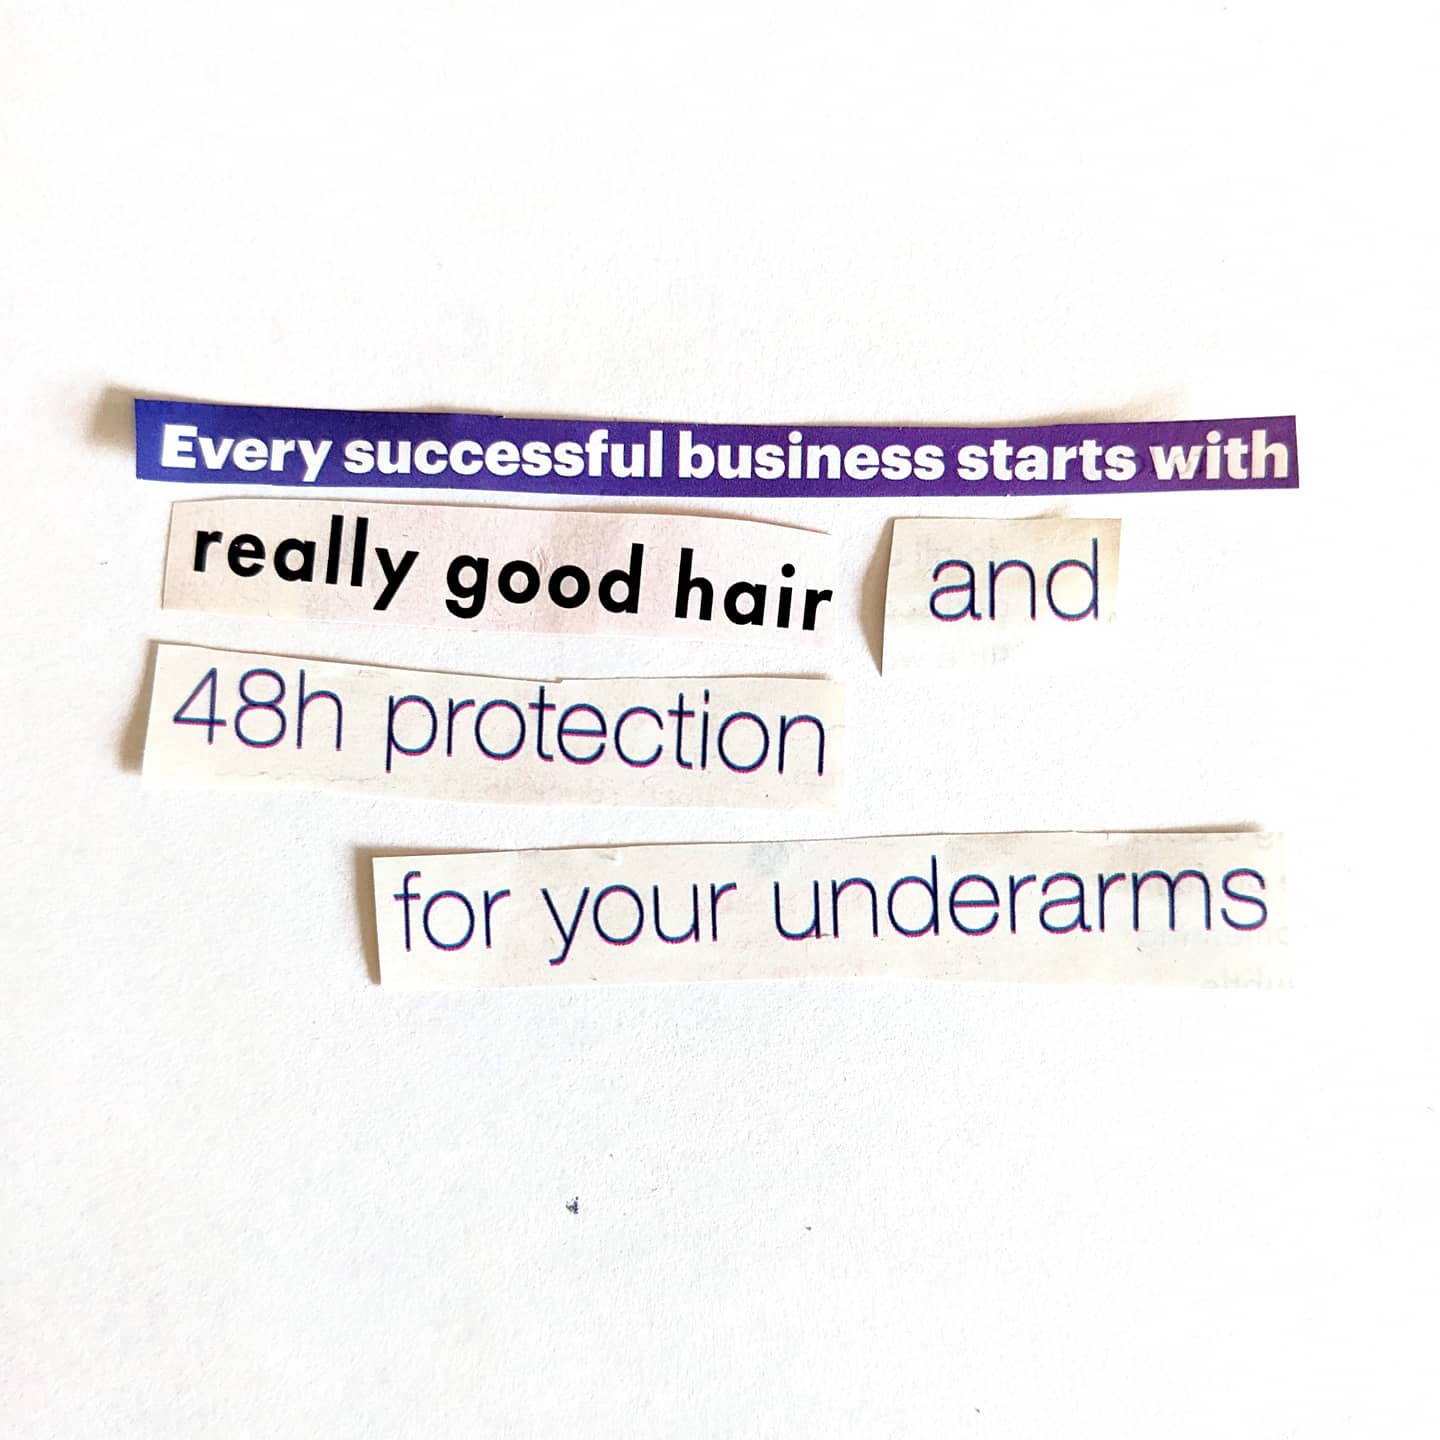 Every successful business starts with
really good hair and
48h protection
for your underarms